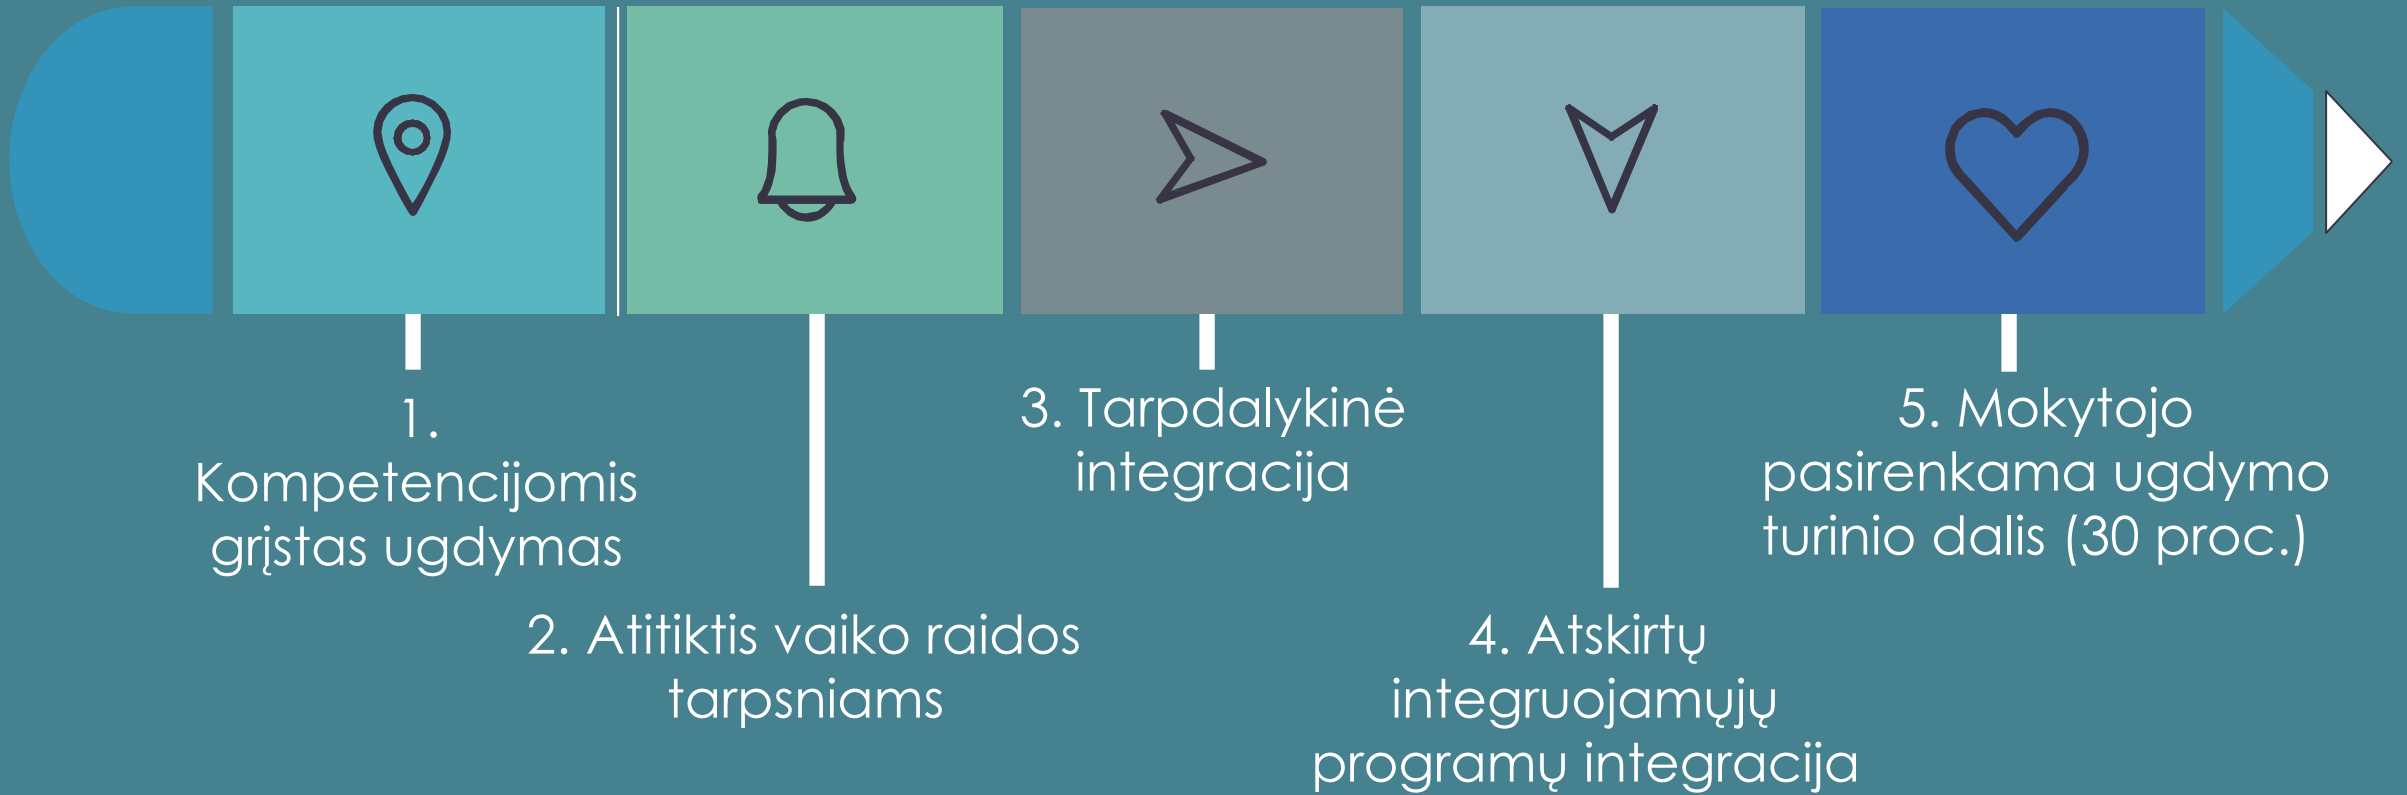 1.
Kompetencijomis
grįstas ugdymas
2. Atitiktis vaiko raidos
tarpsniams
3. Tarpdalykinė
integracija
4. Atskirtų
integruojamųjų
programų integracija
5. Mokytojo
pasirenkama ugdymo
turinio dalis (30 proc.)